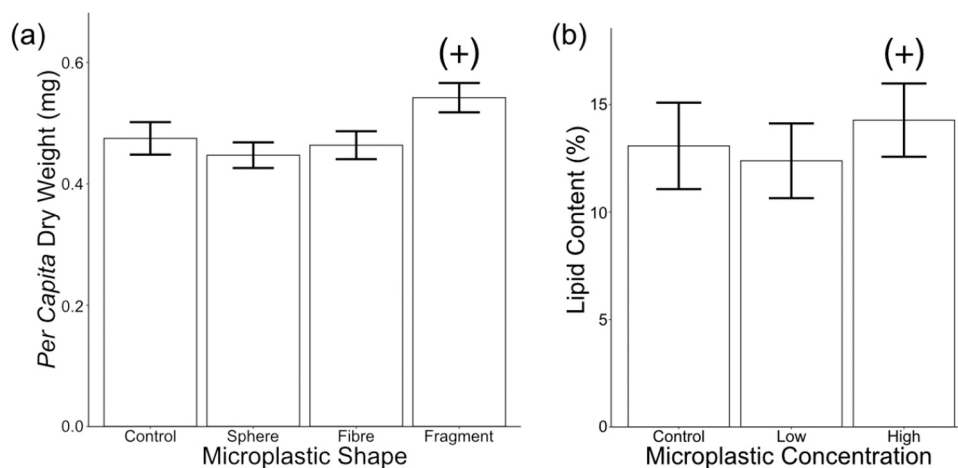 (a)
Per Capita Dry Weight (mg)
0.6
0.4
0.2
0.0
(+)
Control Sphere Fibre Fragment
Microplastic Shape
(b)
Lipid Content (%)
15
10
5
0
(+)
Control Low High
Microplastic Concentration